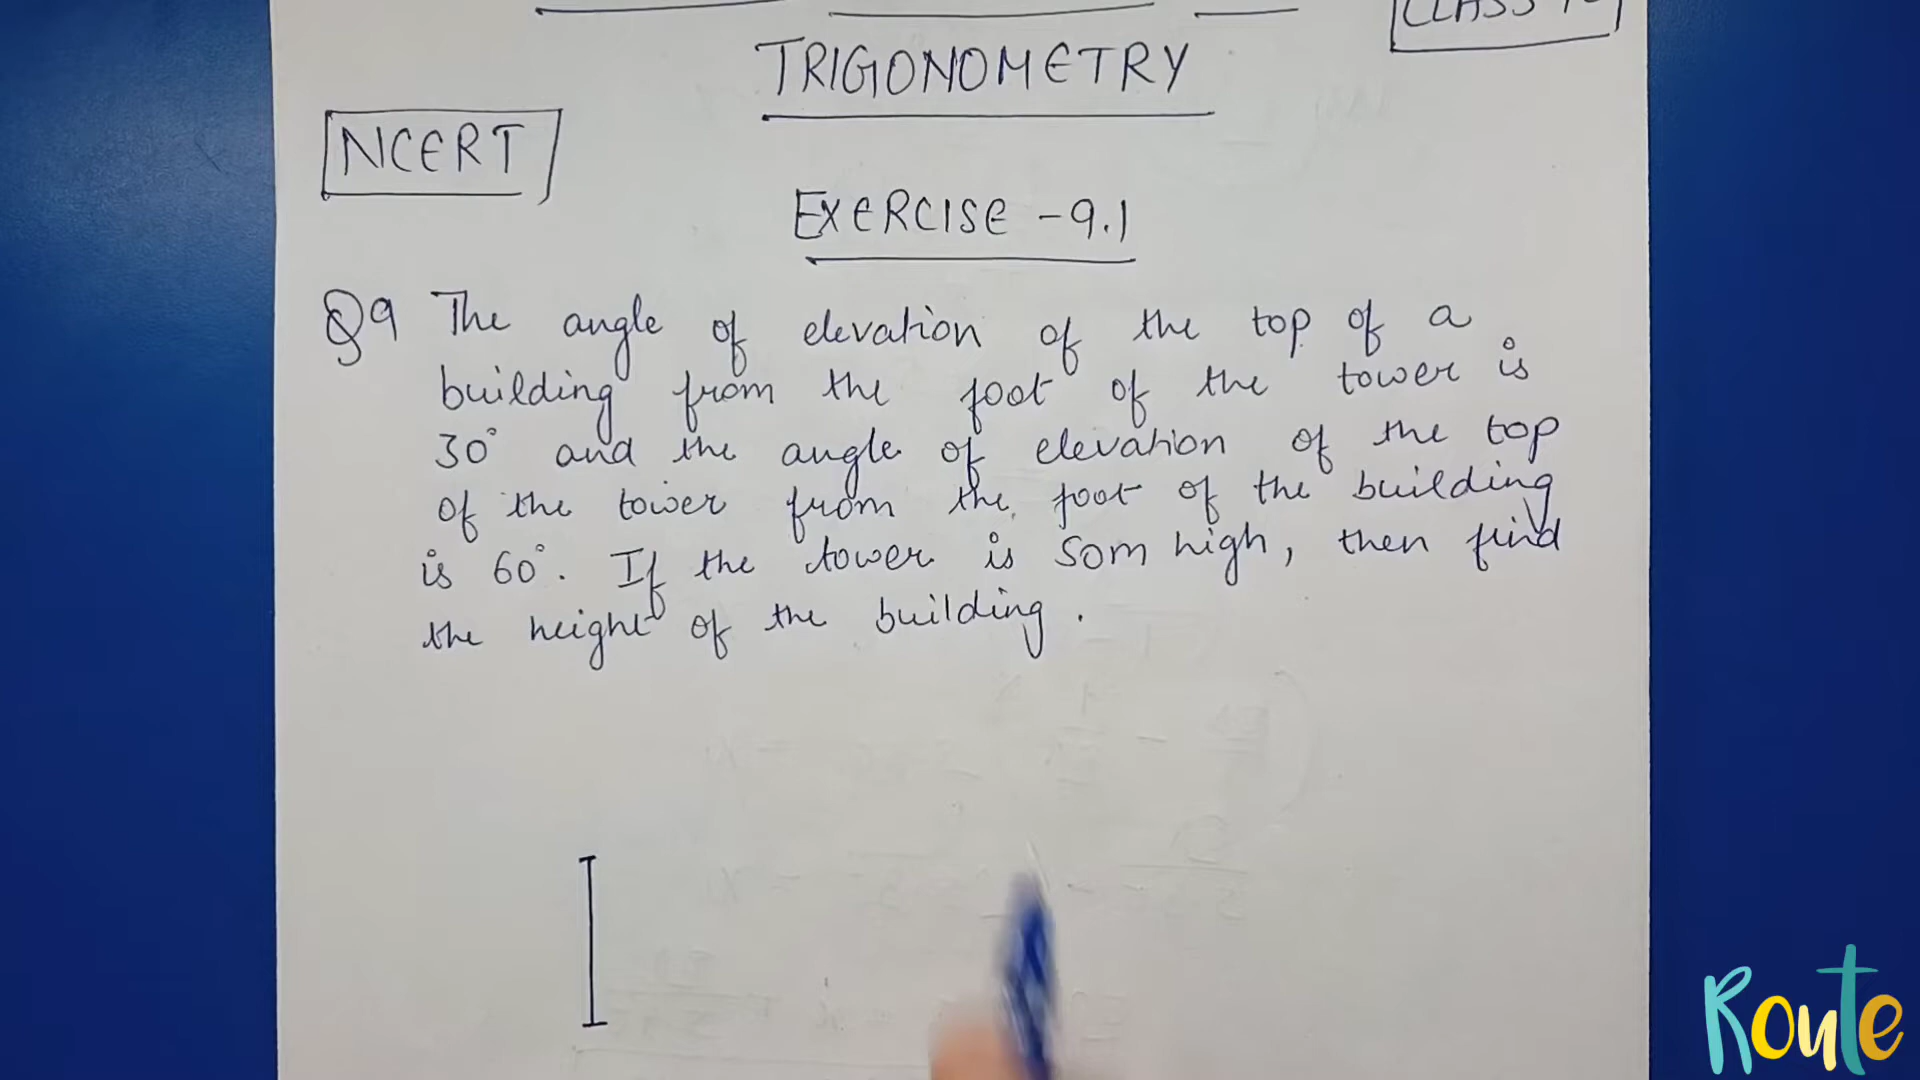 CLASS
TRIGONOMETRY
NCERT
EXERCISE - 9.1
Q9 The angle of elevation of the top of a
building from the foot of the tower is
30° and the angle of elevation of the top
of the tower from the foot of the building
is 60°. If the tower is 50m high, then find
the height of the building.
Route